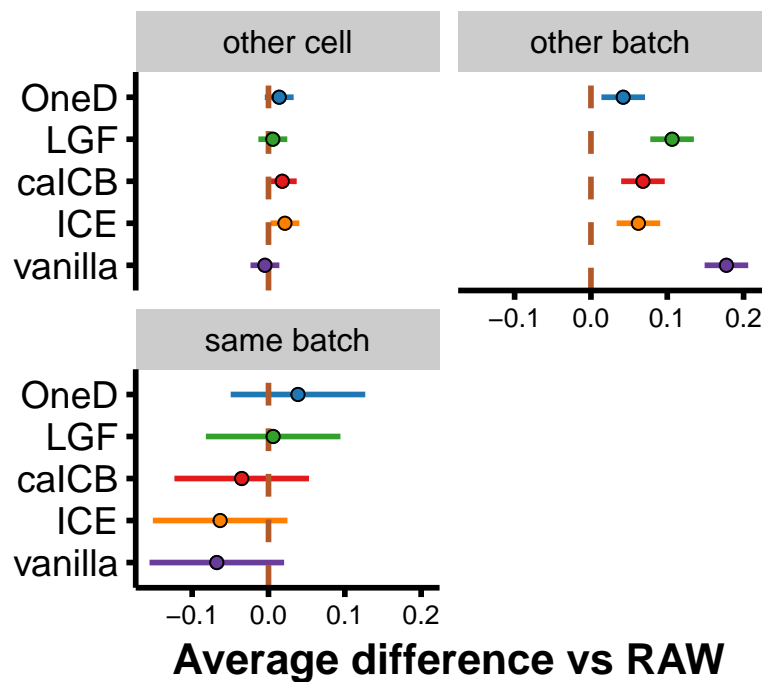 other cell
other batch
OneD
LGF
caICB
ICE
vanilla
−0.1 0.0 0.1 0.2
same batch
OneD
LGF
caICB
ICE
vanilla
−0.1 0.0 0.1 0.2
Average difference vs RAW